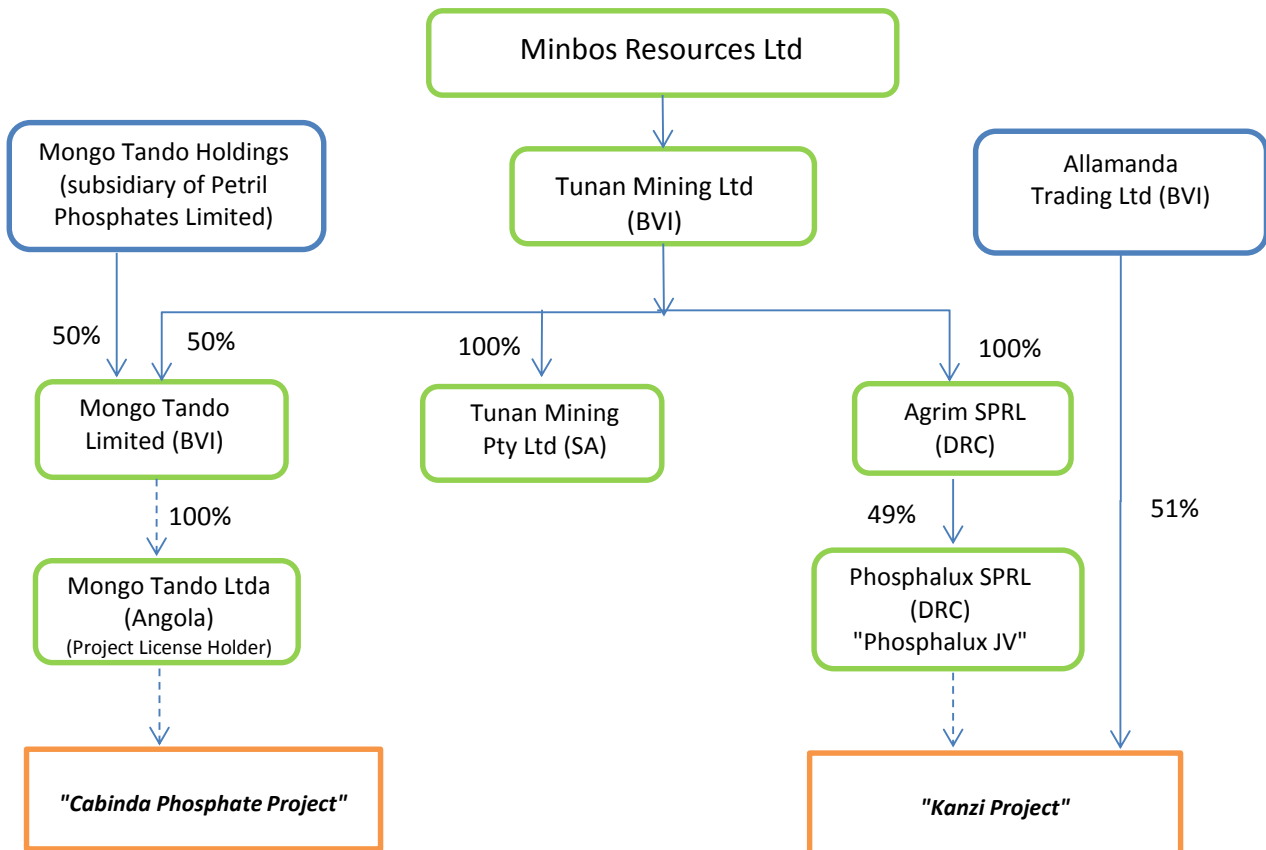 Minbos Resources Ltd
Mongo Tando Holdings
(subsidiary of Petril
Phosphates Limited)
Tunan Mining Ltd
(BVI)
Allamanda
Trading Ltd (BVI)
50%
50%
100%
100%
Mongo Tando
Limited (BVI)
Tunan Mining
Pty Ltd (SA)
Agrim SPRL
(DRC)
100%
49%
51%
Mongo Tando Ltda
(Angola)
(Project License Holder)
Phosphalux SPRL
(DRC)
"Phosphalux JV"
"Cabinda Phosphate Project"
"Kanzi Project"